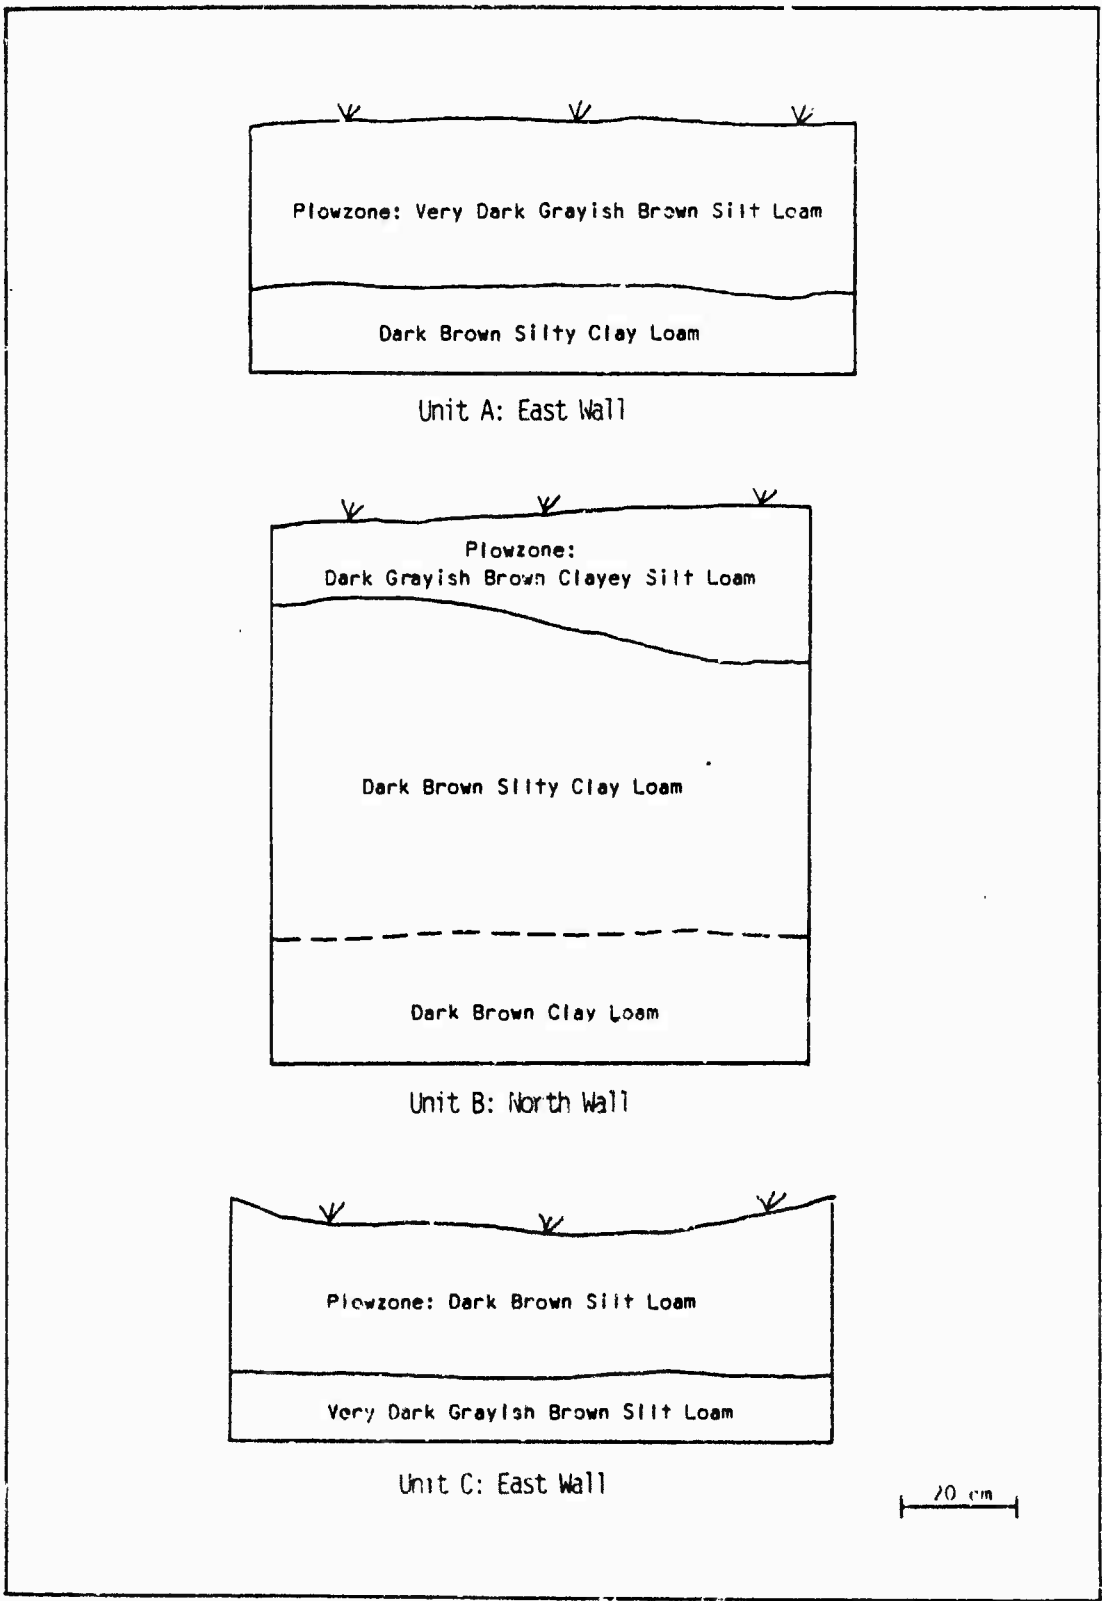 Plowzone: Very Dark Grayish Brown Silt Loam
Dark Brown Silty Clay Loam
Unit A: East Wall
Plowzone:
Dark Grayish Brown Clayey Silt Loam
Dark Brown Silty Clay Loam
Dark Brown Clay Loam
Unit B: North Wall
Plowzone: Dark Brown Silt Loam
Very Dark Grayish Brown Silt Loam
Unit C: East Wall
20 cm